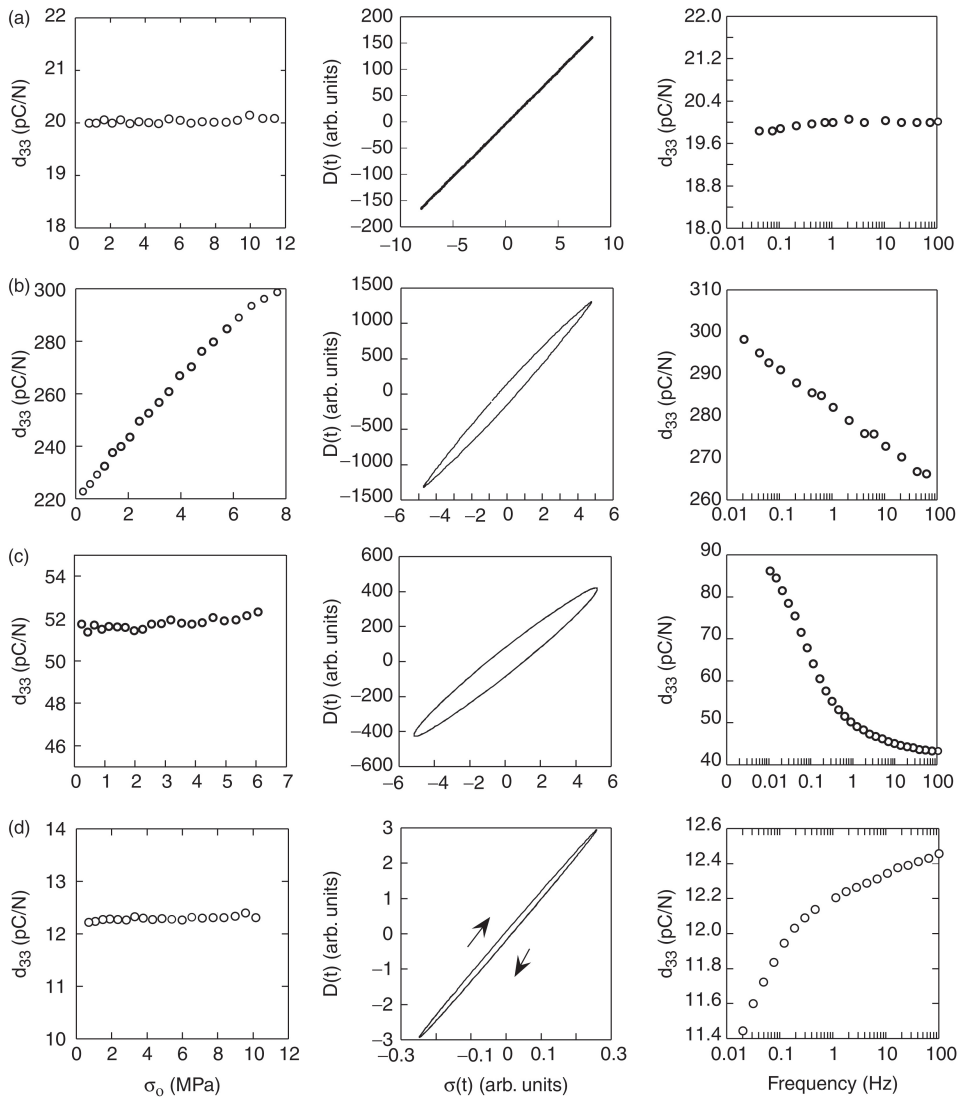 (a)
d33 (pC/N)
22
21
20
19
18
0 2 4 6 8 10 12
D(t) (arb. units)
200
150
100
50
0
−50
−100
−150
−200
−10 −5 0 5 10
d33 (pC/N)
22.0
21.2
20.4
19.6
18.8
18.0
0.01 0.1 1 10 100
(b)
d33 (pC/N)
300
280
260
240
220
0 2 4 6 8
D(t) (arb. units)
1500
1000
500
0
−500
−1000
−1500
−6 −4 −2 0 2 4 6
d33 (pC/N)
310
300
290
280
270
260
0.01 0.1 1 10 100
(c)
d33 (pC/N)
54
52
51
48
46
45
0 1 2 3 4 5 6 7
D(t) (arb. units)
600
400
200
0
−200
−400
−600
−6 −4 −2 0 2 4 6
d33 (pC/N)
90
80
70
60
50
40
0 0.01 0.1 1 10 100
(d)
d33 (pC/N)
14
13
12
11
10
0 2 4 6 8 10 12
σo (MPa)
D(t) (arb. units)
3
2
1
0
−1
−2
−3
−0.3 −0.1 0 0.1 0.3
σ(t) (arb. units)
d33 (pC/N)
12.6
12.4
12.2
12.0
11.8
11.6
11.4
0.01 0.1 1 10 100
Frequency (Hz)